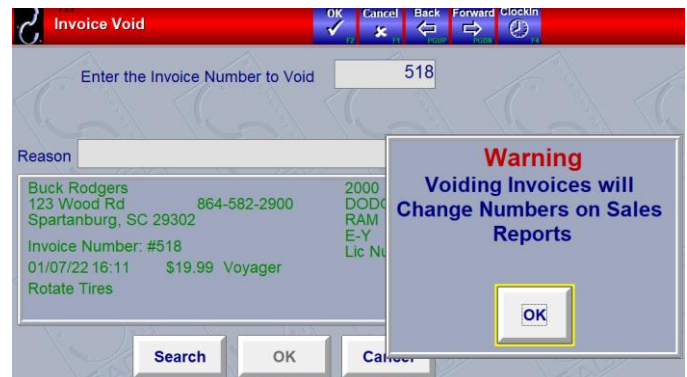 Invoice Void
OK Cancel Back Forward ClockIn
F2 F1 PGUP PGDN F4
Enter the Invoice Number to Void 518
Reason
Warning
Voiding Invoices will
Change Numbers on Sales
Reports
OK
Buck Rodgers
123 Wood Rd 864-582-2900
Spartanburg, SC 29302
Invoice Number: #518
01/07/22 16:11 $19.99 Voyager
Rotate Tires
2000
RAM
E-Y
Lic
Search OK